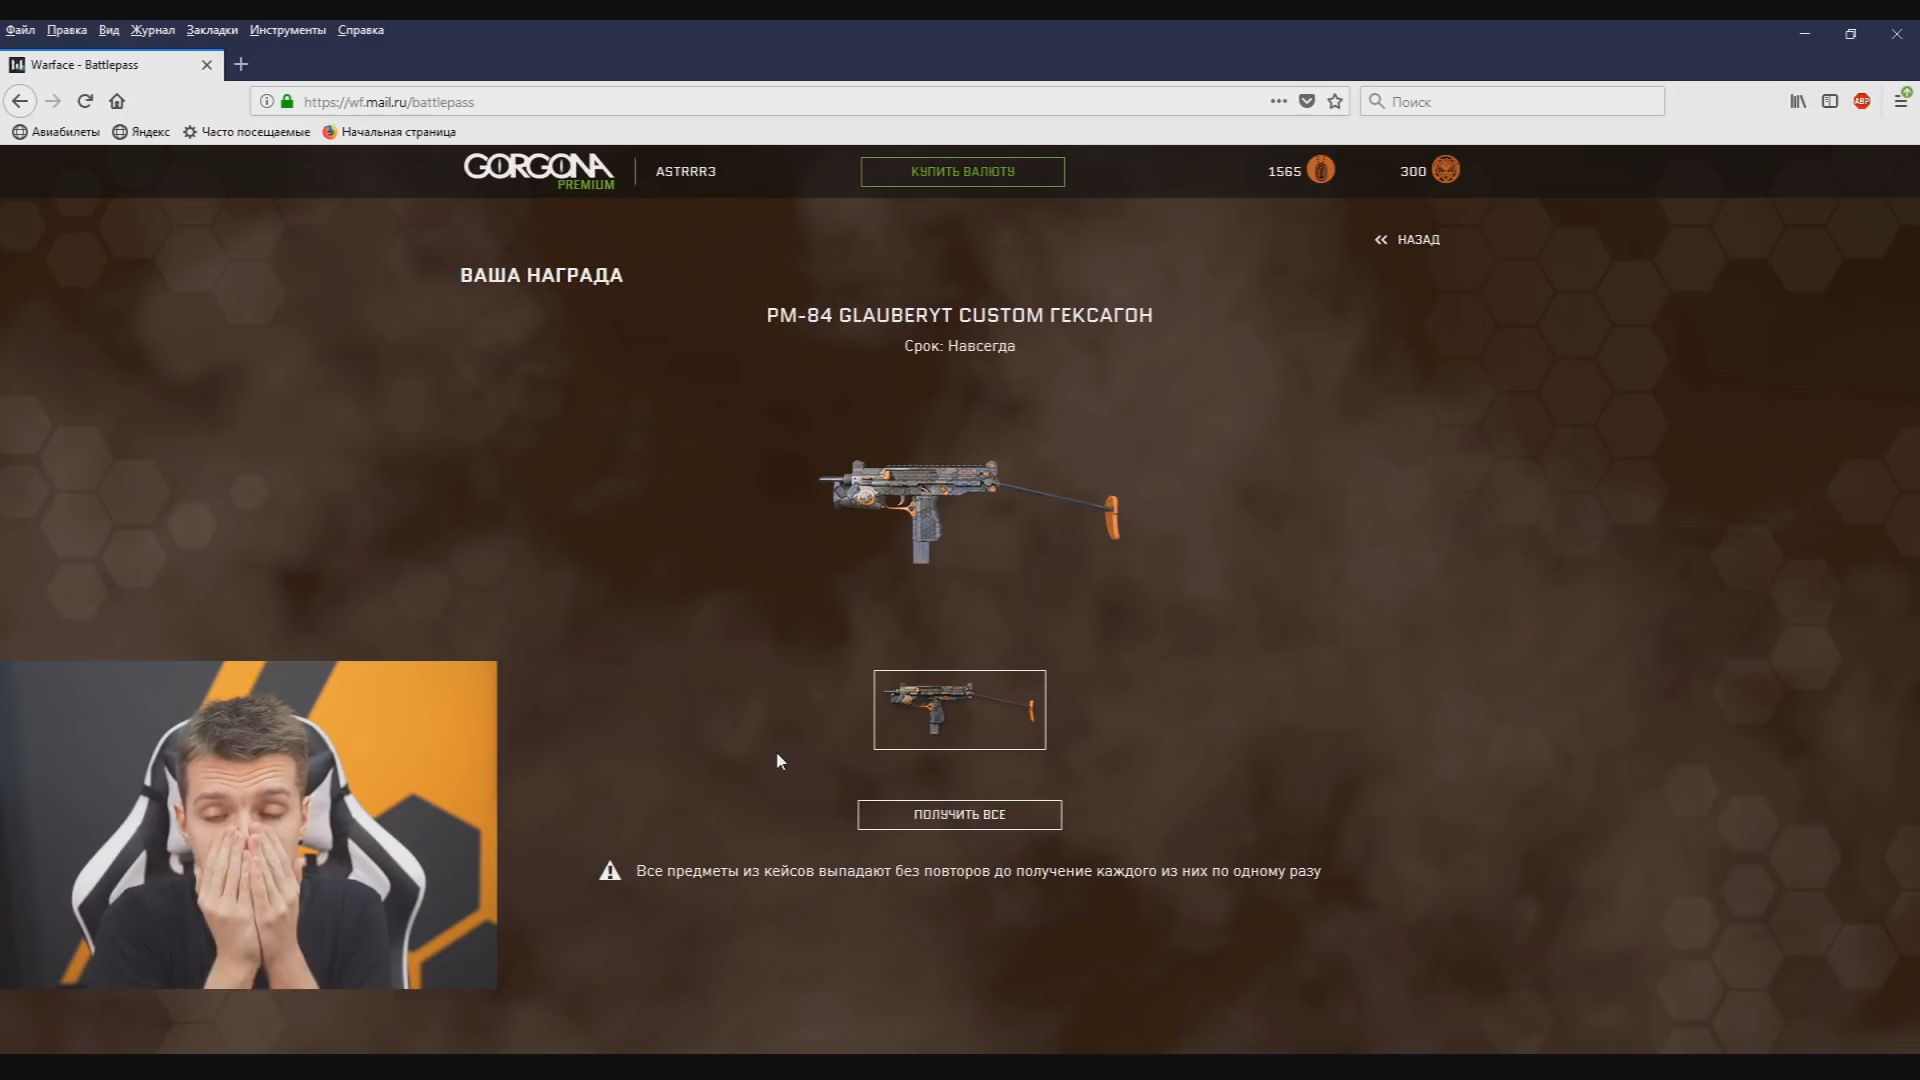 Файл Правка Вид Журнал Закладки Инструменты Справка
Warface - Battlepass
https://wf.mail.ru/battlepass
Поиск
ABP
Авиабилеты Яндекс Часто посещаемые Начальная страница
GORGONA
PREMIUM
ASTRRR3
КУПИТЬ ВАЛЮТУ
1565
300
НАЗАД
ВАША НАГРАДА
PM-84 GLAUBERYT CUSTOM ГЕКСАГОН
Срок: Навсегда
ПОЛУЧИТЬ ВСЕ
Все предметы из кейсов выпадают без повторов до получение каждого из них по одному разу